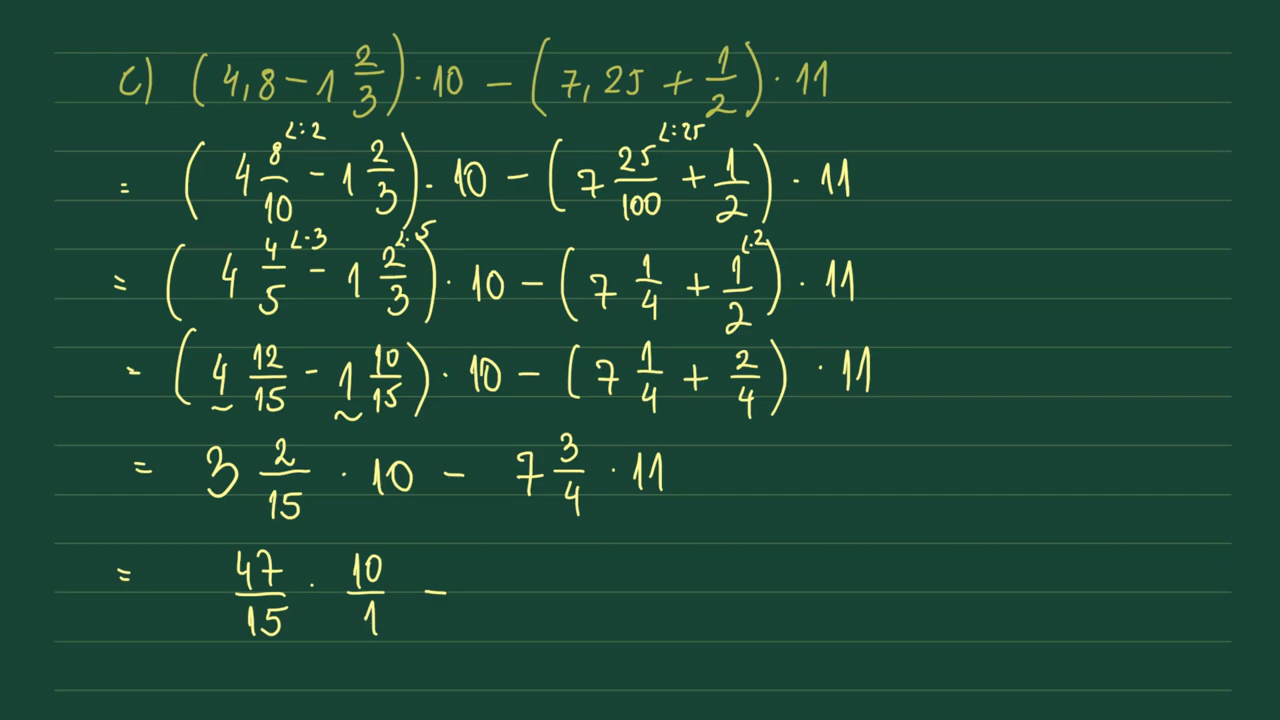 c) (4,8 - 1 2/3) · 10 - (7,25 + 1/2) · 11
= (4 8/10 ∠:2 - 1 2/3) · 10 - (7 25/100 ∠:25 + 1/2) · 11
= (4 4/5 ∠·3 - 1 2/3 ∠·5) · 10 - (7 1/4 + 1/2 ∠·2) · 11
= (4 12/15 - 1 10/15) · 10 - (7 1/4 + 2/4) · 11
= 3 2/15 · 10 - 7 3/4 · 11
= 47/15 · 10/1 -